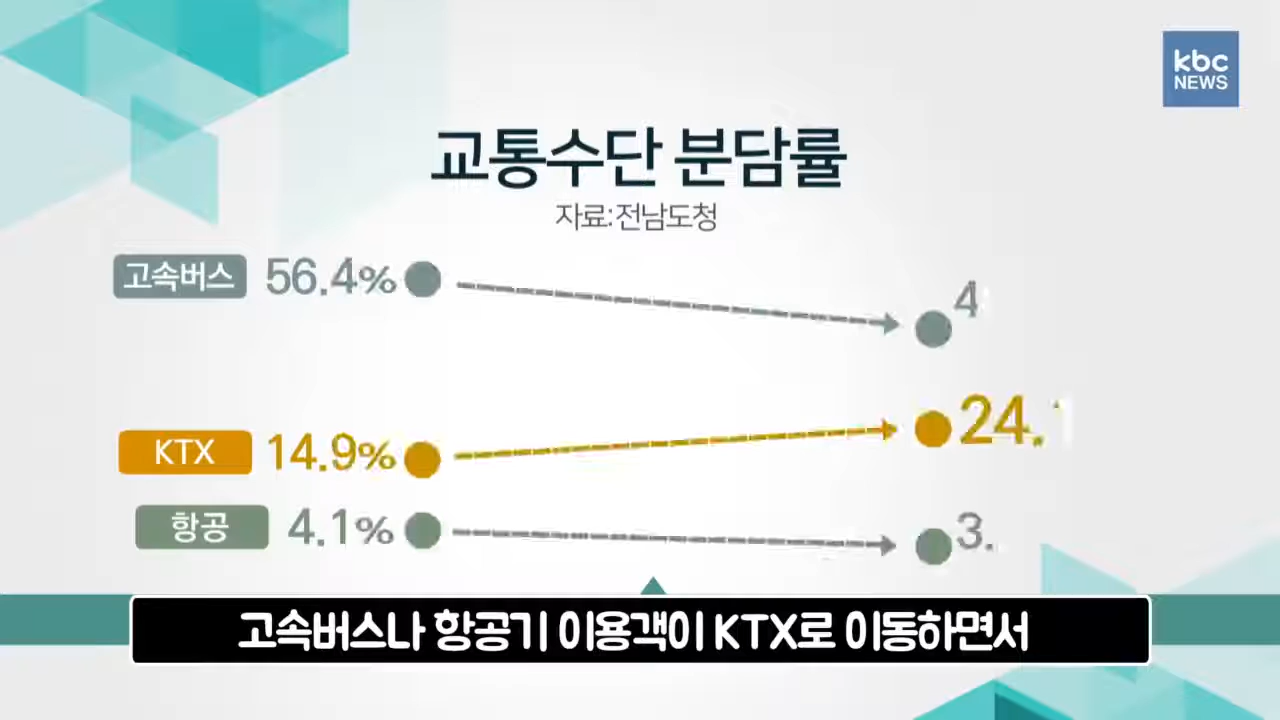 kbc
NEWS
교통수단 분담률
자료:전남도청
고속버스 56.4% 4
KTX 14.9% 24.1
항공 4.1% 3.
고속버스나 항공기 이용객이 KTX로 이동하면서